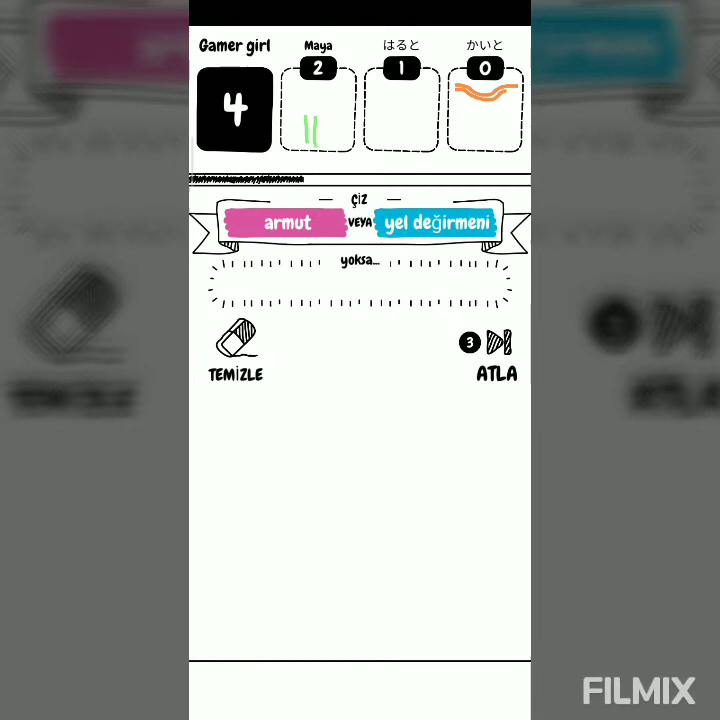 Gamer girl Maya はると かいと
4 2 1 0
ÇİZ
armut VEYA yel değirmeni
yoksa...
3
TEMİZLE ATLA
FILMIX